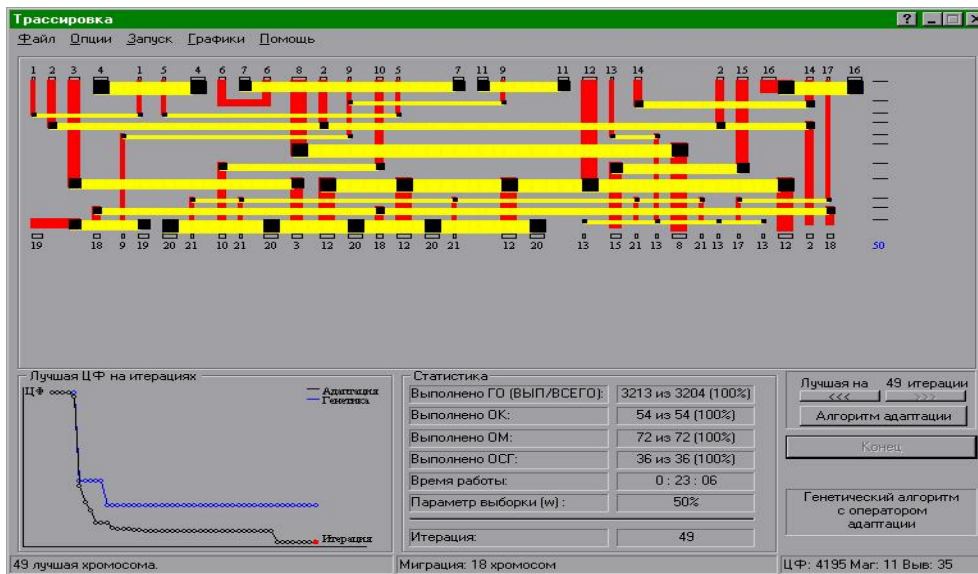 Трассировка
Файл Опции Запуск Графики Помощь
1 2 3 4 1 5 4 6 7 6 8 2 9 10 5 7 11 9 11 12 13 14 2 15 16 14 17 16
19 18 9 19 20 21 10 21 20 3 12 20 18 12 20 21 12 20 13 15 21 13 8 21 13 17 13 12 2 18 50
Лучшая ЦФ на итерациях
ЦФ
Адаптация
Генетика
Итерация
Статистика
Выполнено ГО (ВЫП/ВСЕГО): 3213 из 3204 (100%)
Выполнено ОК: 54 из 54 (100%)
Выполнено ОМ: 72 из 72 (100%)
Выполнено ОСГ: 36 из 36 (100%)
Время работы: 0 : 23 : 06
Параметр выборки (w) : 50%
Итерация: 49
Лучшая на 49 итерации
<<< >>>
Алгоритм адаптации
Конец
Генетический алгоритм
с оператором
адаптации
49 лучшая хромосома. Миграция: 18 хромосом ЦФ: 4195 Маг: 11 Выв: 35